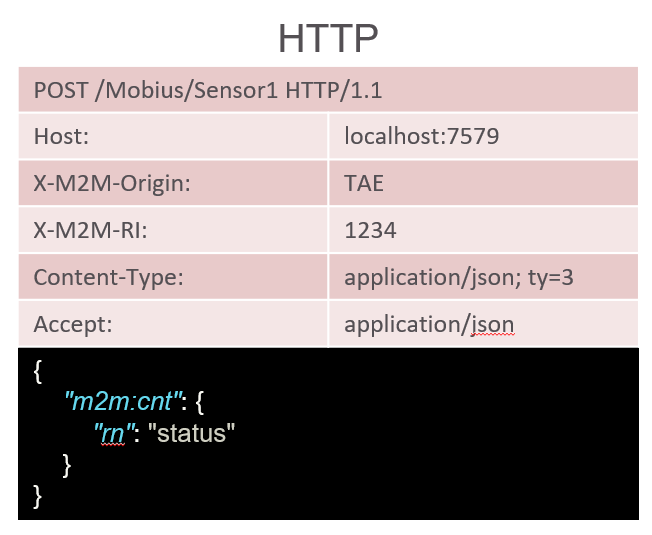 HTTP
POST /Mobius/Sensor1 HTTP/1.1
Host: localhost:7579
X-M2M-Origin: TAE
X-M2M-RI: 1234
Content-Type: application/json; ty=3
Accept: application/json
{
"m2m:cnt": {
"rn": "status"
}
}